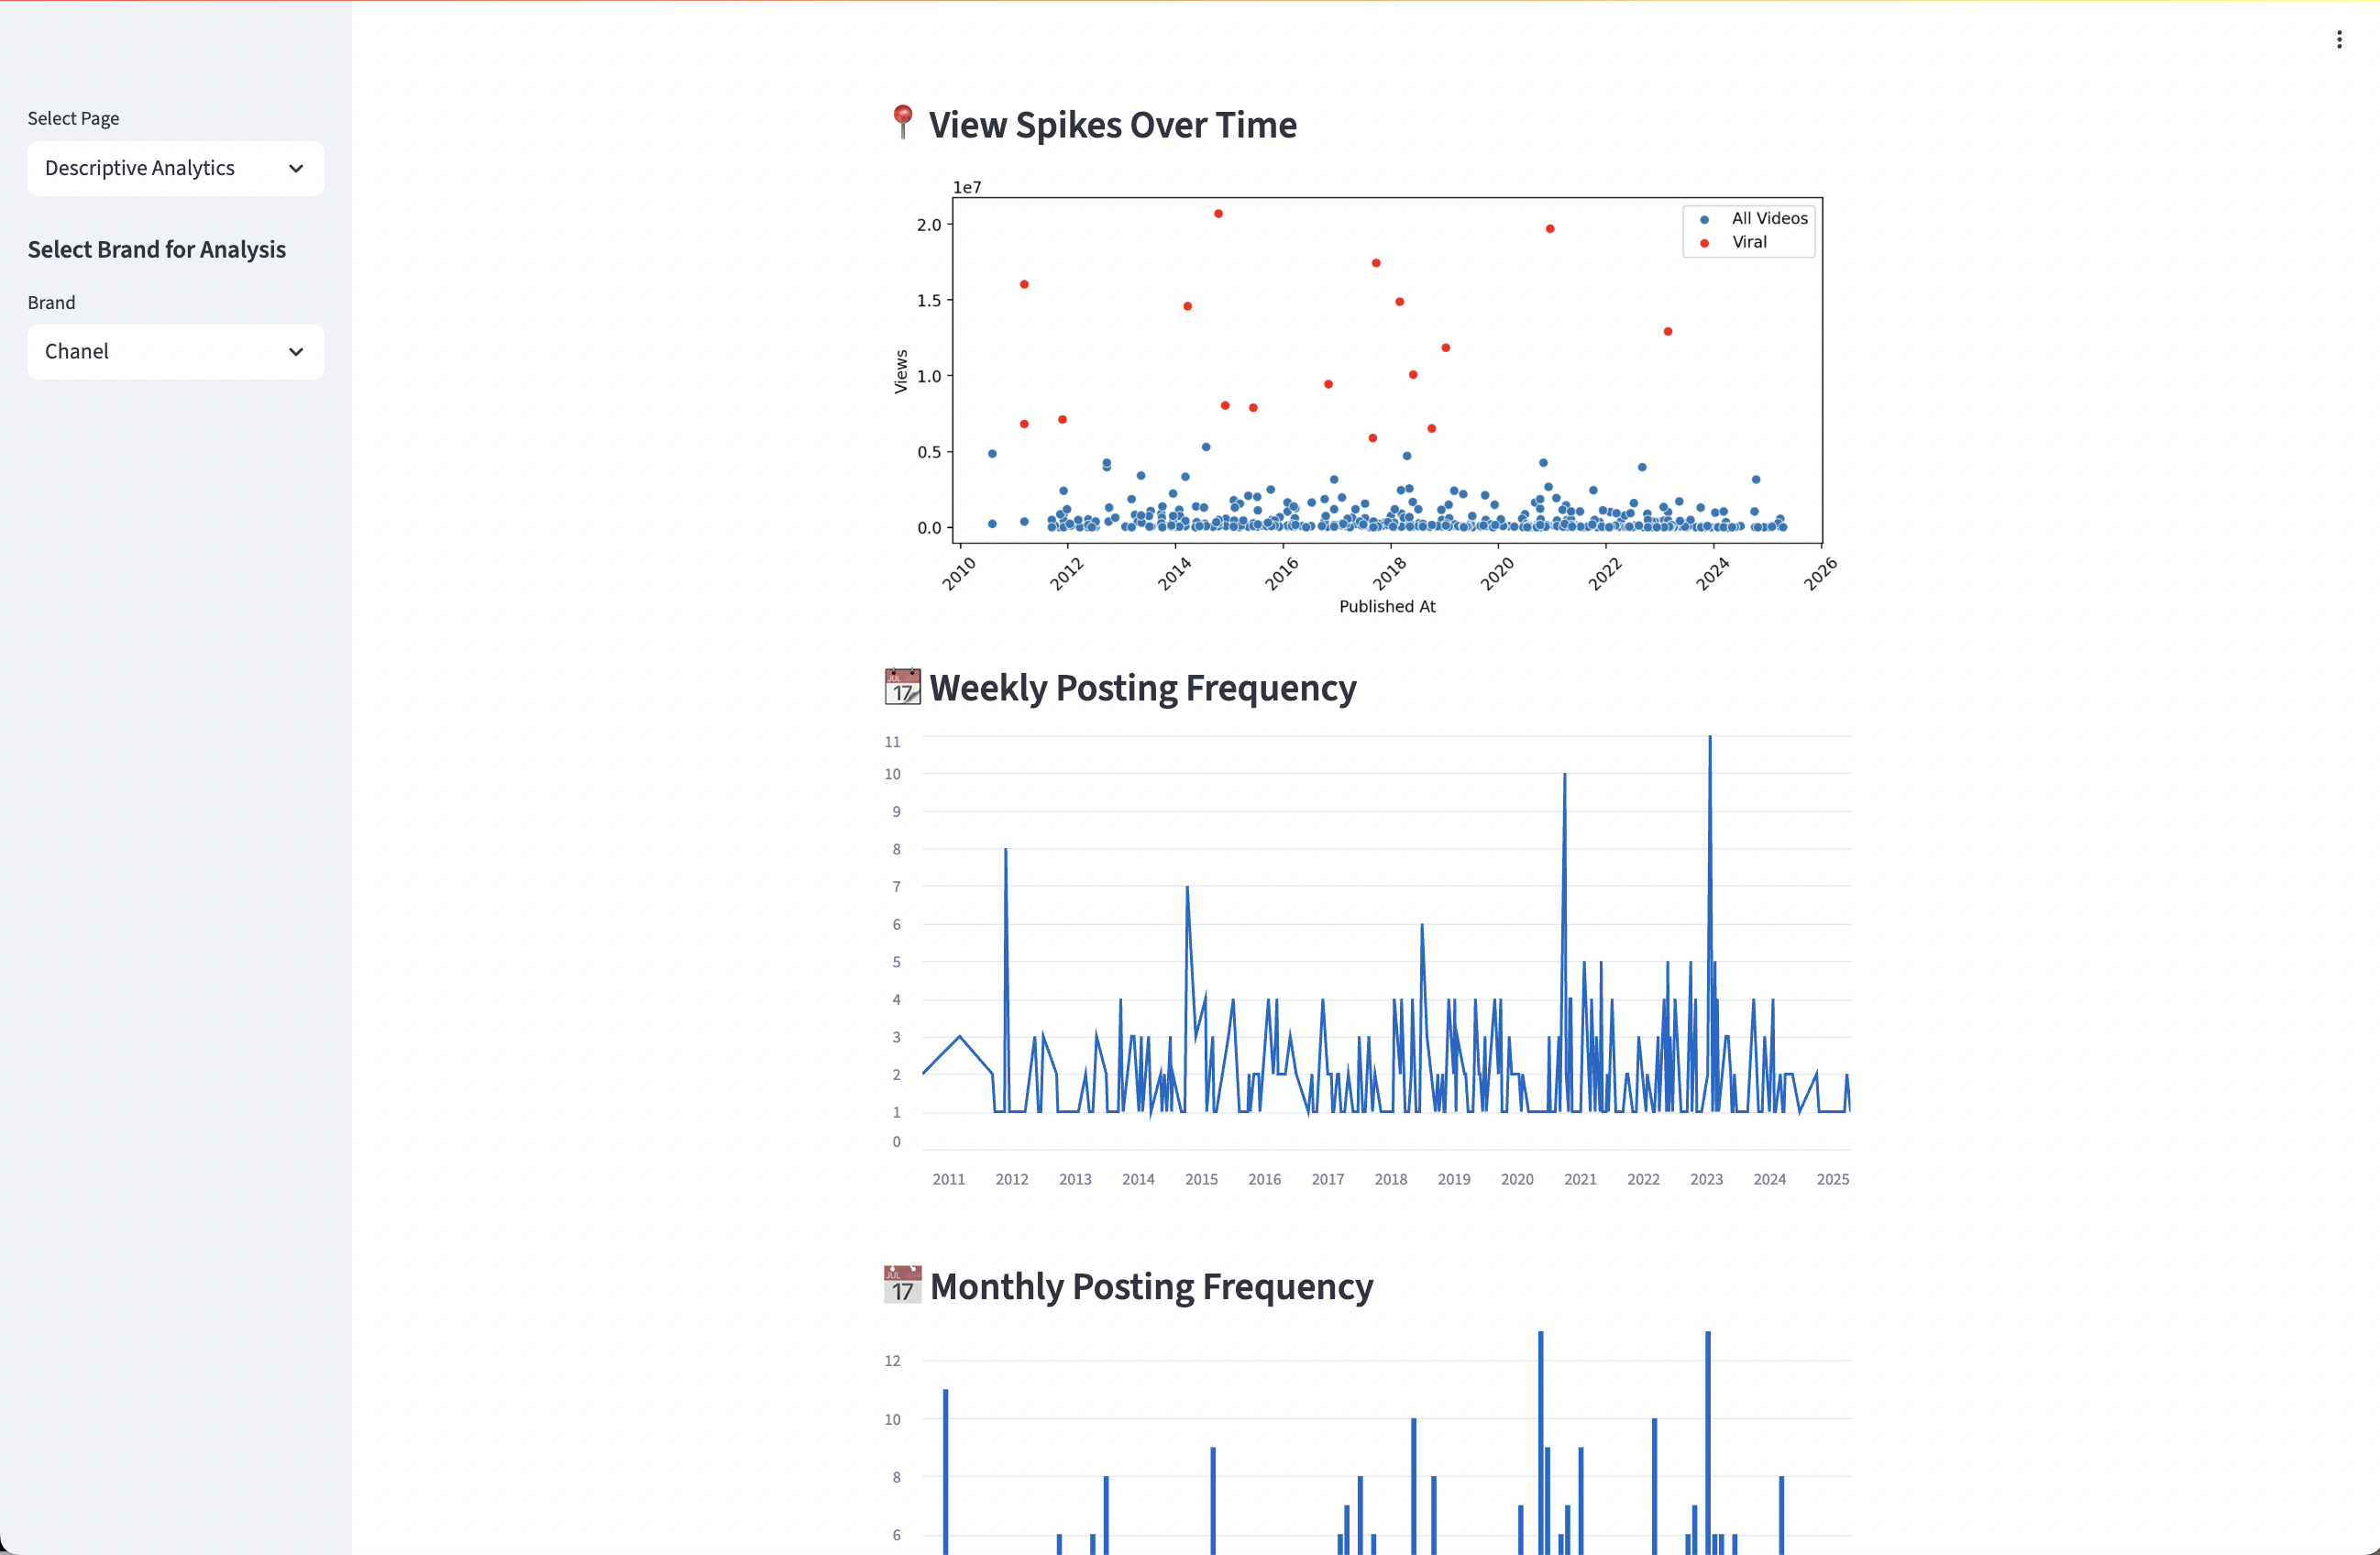 Select Page
Descriptive Analytics
Select Brand for Analysis
Brand
Chanel
View Spikes Over Time
1e7
2.0
1.5
1.0
0.5
0.0
Views
All Videos
Viral
2010 2012 2014 2016 2018 2020 2022 2024 2026
Published At
JUL
17
Weekly Posting Frequency
11
10
9
8
7
6
5
4
3
2
1
0
2011 2012 2013 2014 2015 2016 2017 2018 2019 2020 2021 2022 2023 2024 2025
JUL
17
Monthly Posting Frequency
12
10
8
6